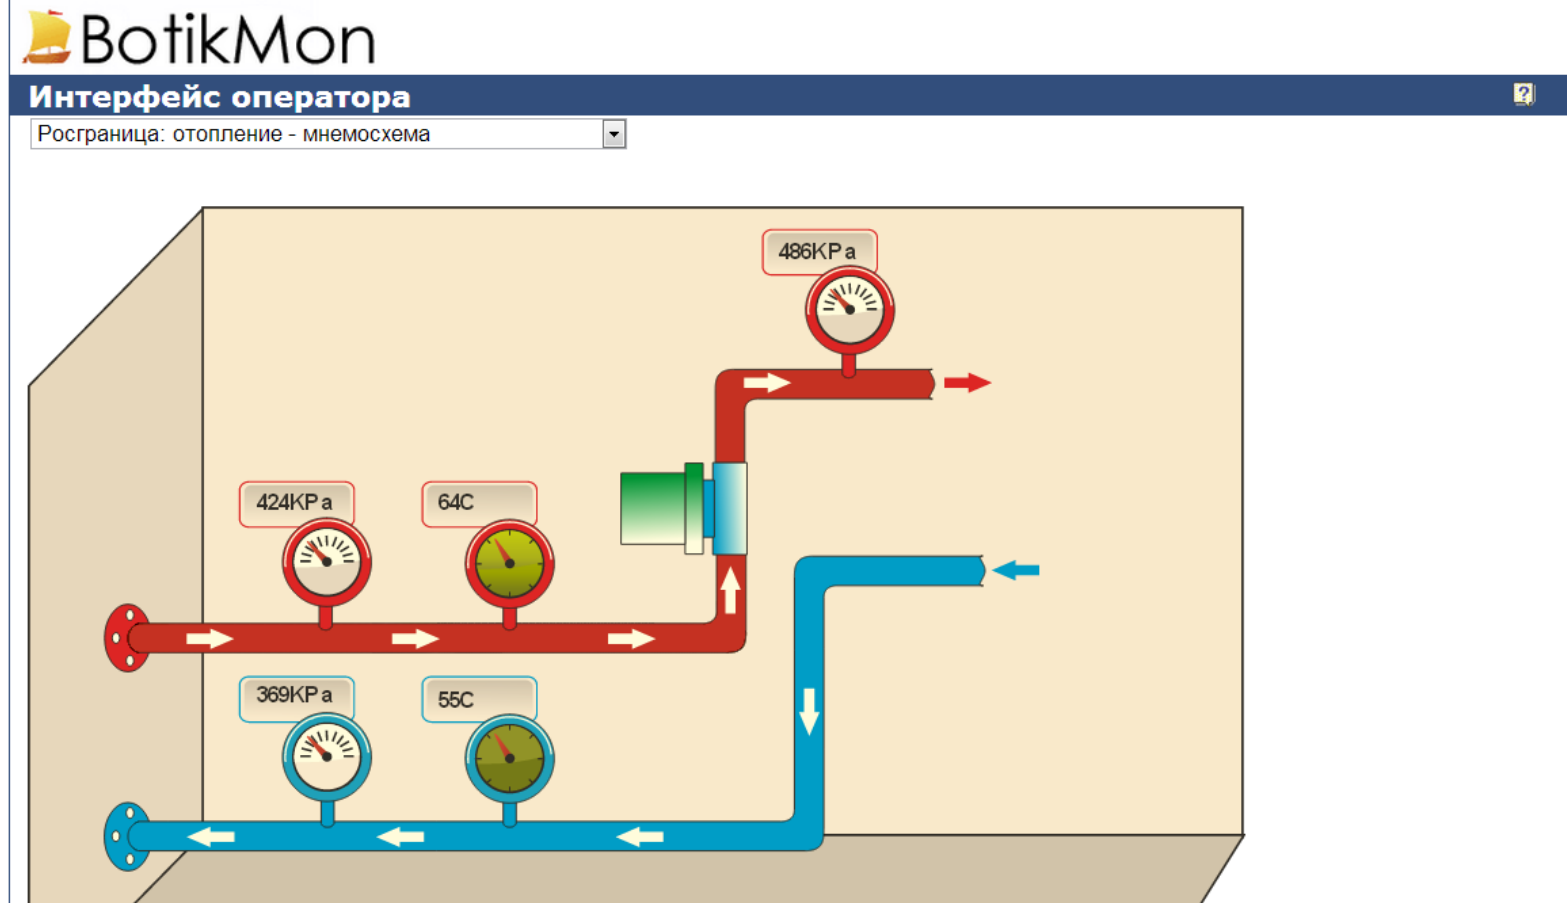 BotikMon
Интерфейс оператора
?
Росграница: отопление - мнемосхема
486KPa
424KPa
64C
369KPa
55C